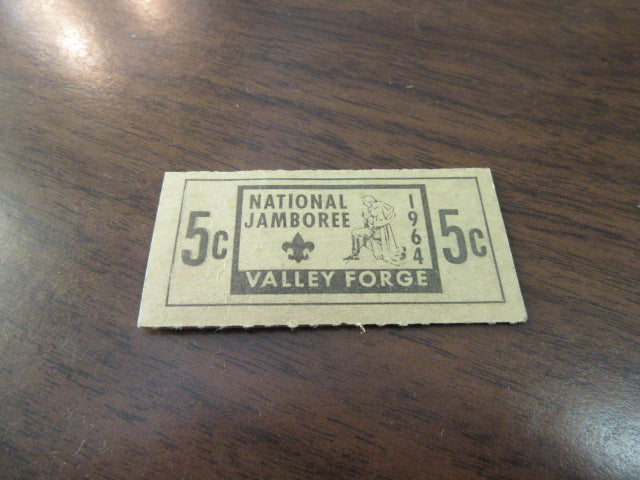 5c
NATIONAL
JAMBOREE
1964
VALLEY FORGE
5c